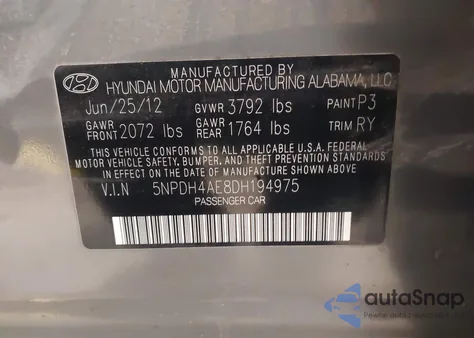 MANUFACTURED BY
HYUNDAI MOTOR MANUFACTURING ALABAMA, LLC
Jun/25/12 GVWR 3792 lbs PAINT P3
GAWR FRONT 2072 lbs GAWR REAR 1764 lbs TRIM RY
THIS VEHICLE CONFORMS TO ALL APPLICABLE U.S.A FEDERAL
MOTOR VEHICLE SAFETY, BUMPER, AND THEFT PREVENTION STANDARDS
IN EFFECT ON THE DATE OF MANUFACTURE SHOWN ABOVE.
V.I.N 5NPDH4AE8DH194975
PASSENGER CAR
autoSnap